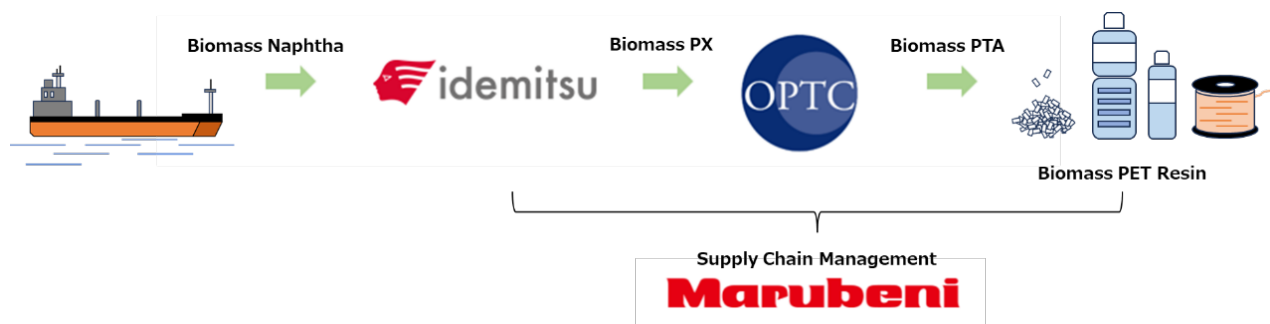 Biomass Naphtha
idemitsu
Biomass PX
OPTC
Biomass PTA
Biomass PET Resin
Supply Chain Management
Marubeni